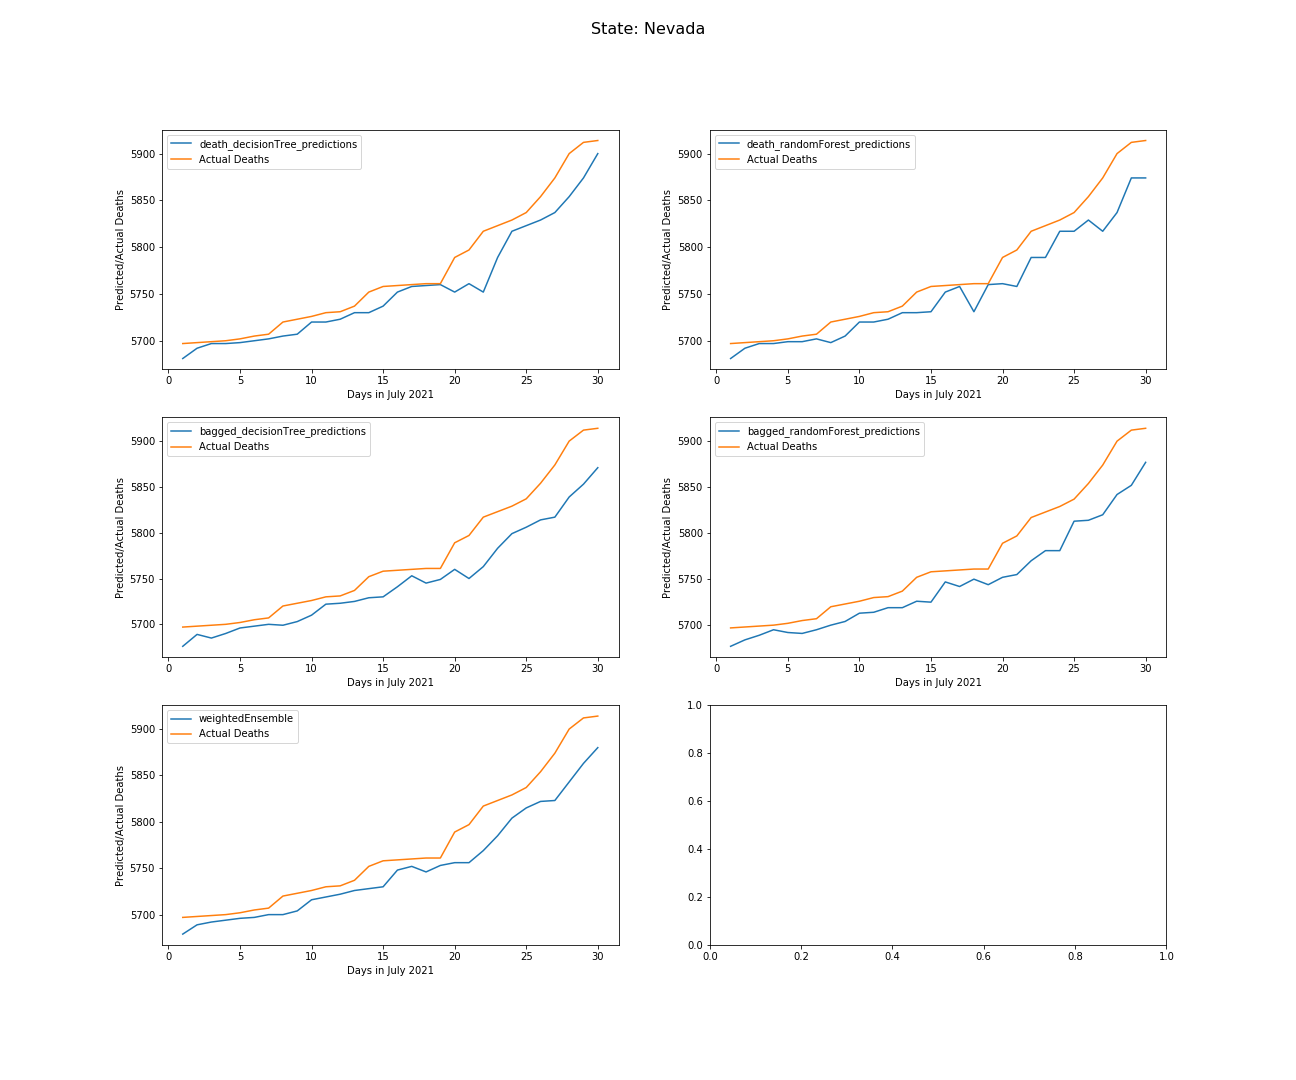 State: Nevada
death_decisionTree_predictions
Actual Deaths
5900
5850
5800
5750
5700
Predicted/Actual Deaths
0 5 10 15 20 25 30
Days in July 2021
death_randomForest_predictions
Actual Deaths
5900
5850
5800
5750
5700
Predicted/Actual Deaths
0 5 10 15 20 25 30
Days in July 2021
bagged_decisionTree_predictions
Actual Deaths
5900
5850
5800
5750
5700
Predicted/Actual Deaths
0 5 10 15 20 25 30
Days in July 2021
bagged_randomForest_predictions
Actual Deaths
5900
5850
5800
5750
5700
Predicted/Actual Deaths
0 5 10 15 20 25 30
Days in July 2021
weightedEnsemble
Actual Deaths
5900
5850
5800
5750
5700
Predicted/Actual Deaths
0 5 10 15 20 25 30
Days in July 2021
1.0
0.8
0.6
0.4
0.2
0.0
0.0 0.2 0.4 0.6 0.8 1.0